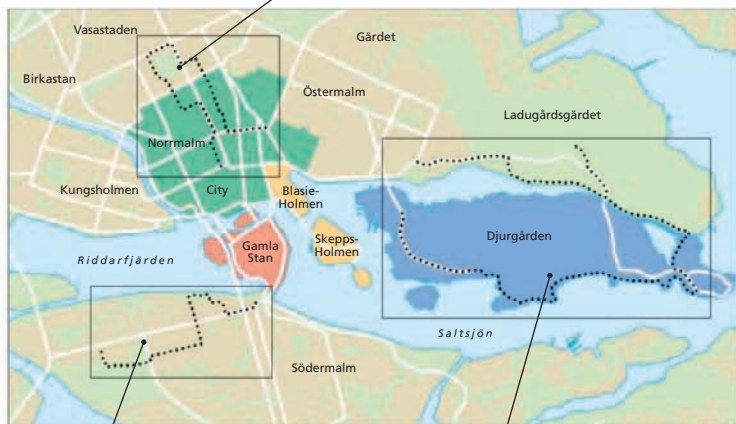 Vasastaden
Gärdet
Birkastan
Östermalm
Ladugårdsgärdet
Norrmalm
Kungsholmen
City
Blasie-
Holmen
Djurgården
Skepps-
Holmen
Gamla
Stan
Riddarfjärden
Saltsjön
Södermalm